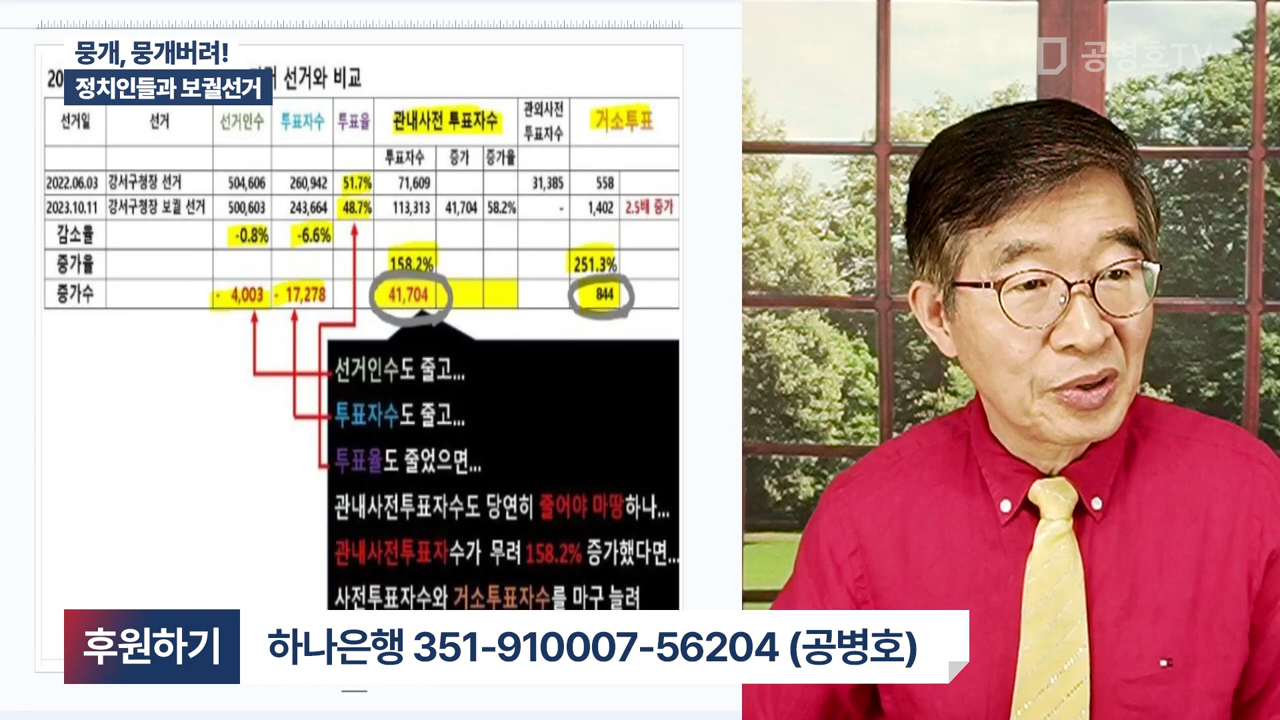 뭉개, 뭉개버려!
정치인들과 보궐선거
공병호TV
선거와 비교
선거일 선거 선거인수 투표자수 투표율 관내사전 투표자수 관외사전 투표자수 거소투표
투표자수 증가 증가율
2022.06.03 강서구청장 선거 504,606 260,942 51.7% 71,609 31,385 558
2023.10.11 강서구청장 보궐 선거 500,603 243,664 48.7% 113,313 41,704 58.2% - 1,402 2.5배 증가
감소율 -0.8% -6.6%
증가율 158.2% 251.3%
증가수 - 4,003 - 17,278 41,704 844
선거인수도 줄고...
투표자수도 줄고...
투표율도 줄었으면...
관내사전투표자수도 당연히 줄어야 마땅하나...
관내사전투표자수가 무려 158.2% 증가했다면...
사전투표자수와 거소투표자수를 마구 늘려
후원하기
하나은행 351-910007-56204 (공병호)